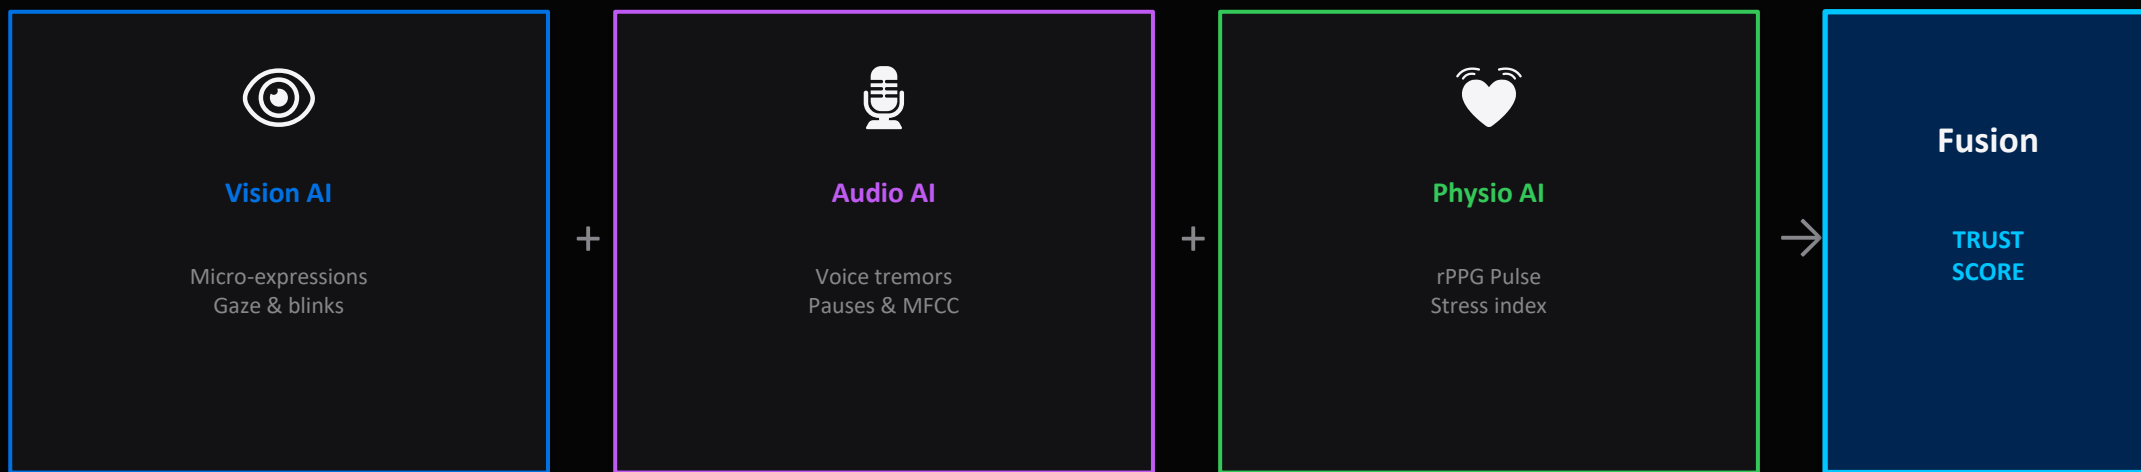 Vision AI
Micro-expressions
Gaze & blinks
+
Audio AI
Voice tremors
Pauses & MFCC
+
Physio AI
rPPG Pulse
Stress index
→
Fusion
TRUST
SCORE